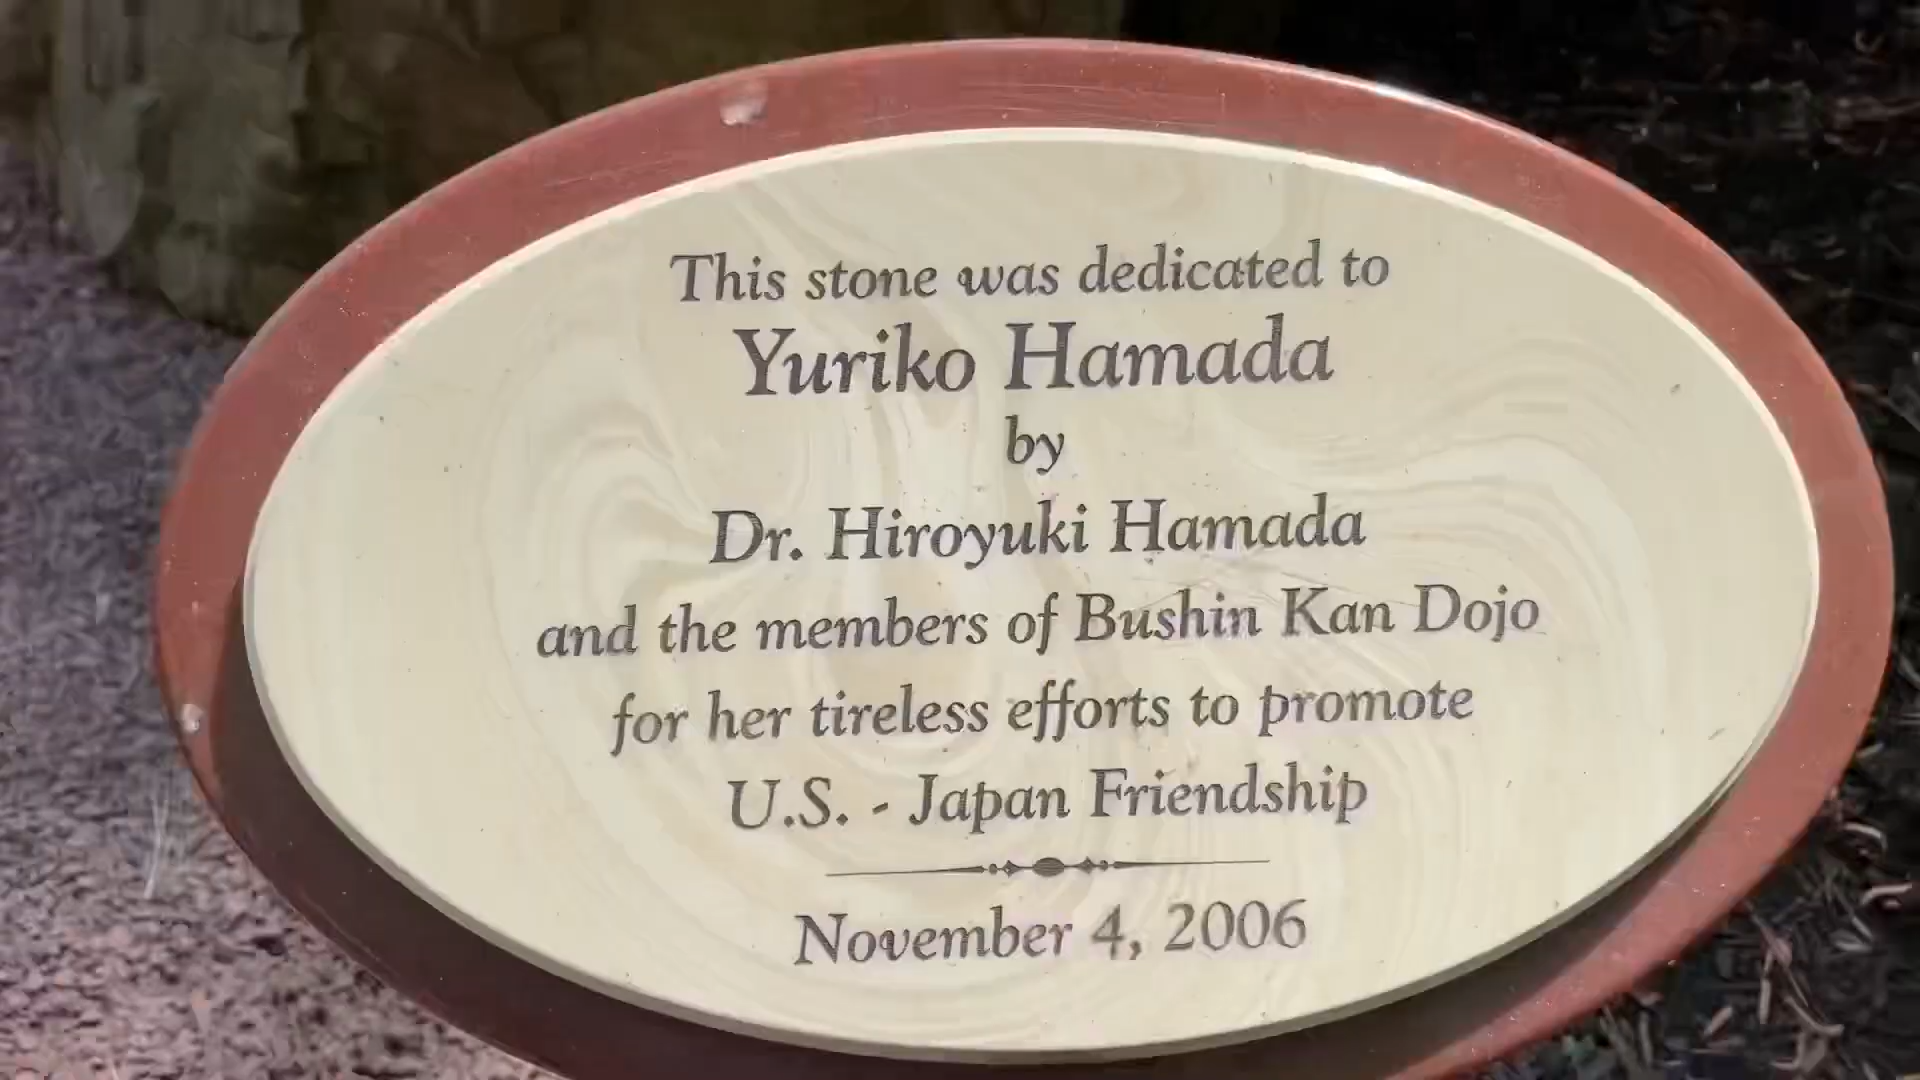 This stone was dedicated to
Yuriko Hamada
by
Dr. Hiroyuki Hamada
and the members of Bushin Kan Dojo
for her tireless efforts to promote
U.S. - Japan Friendship
November 4, 2006